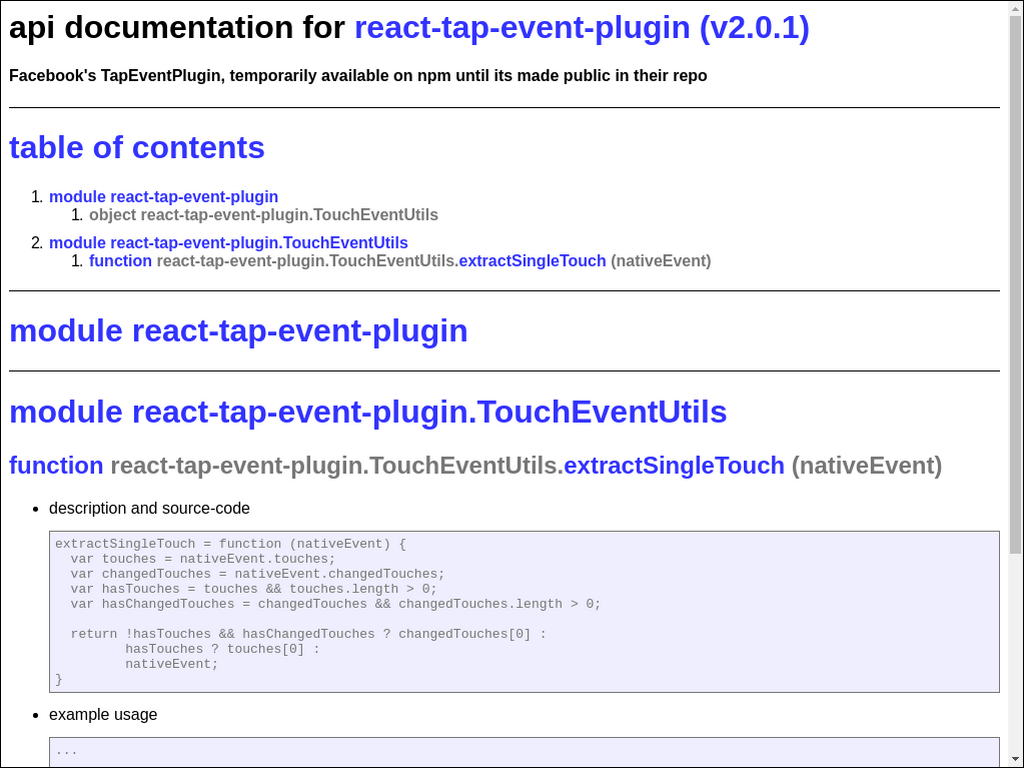 api documentation for react-tap-event-plugin (v2.0.1)
Facebook's TapEventPlugin, temporarily available on npm until its made public in their repo
table of contents
1. module react-tap-event-plugin
1. object react-tap-event-plugin.TouchEventUtils
2. module react-tap-event-plugin.TouchEventUtils
1. function react-tap-event-plugin.TouchEventUtils.extractSingleTouch (nativeEvent)
module react-tap-event-plugin
module react-tap-event-plugin.TouchEventUtils
function react-tap-event-plugin.TouchEventUtils.extractSingleTouch (nativeEvent)
• description and source-code
extractSingleTouch = function (nativeEvent) {
  var touches = nativeEvent.touches;
  var changedTouches = nativeEvent.changedTouches;
  var hasTouches = touches && touches.length > 0;
  var hasChangedTouches = changedTouches && changedTouches.length > 0;
  return !hasTouches && hasChangedTouches ? changedTouches[0] :
         hasTouches ? touches[0] :
         nativeEvent;
}
• example usage
...